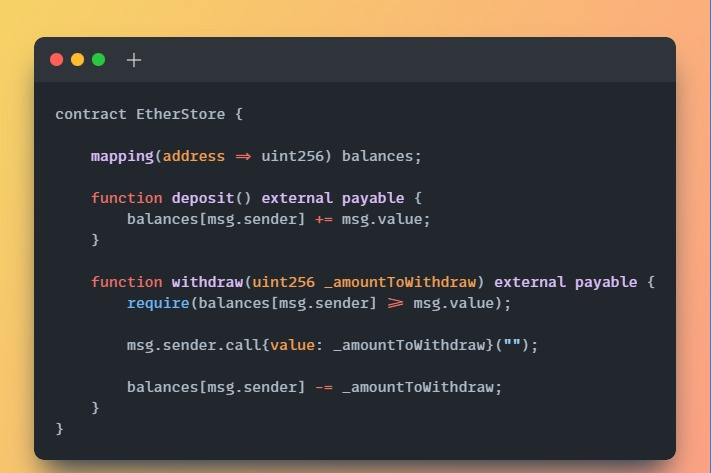 contract EtherStore {
mapping(address => uint256) balances;
function deposit() external payable {
balances[msg.sender] += msg.value;
}
function withdraw(uint256 _amountToWithdraw) external payable {
require(balances[msg.sender] >= msg.value);
msg.sender.call{value: _amountToWithdraw}("");
balances[msg.sender] -= _amountToWithdraw;
}
}